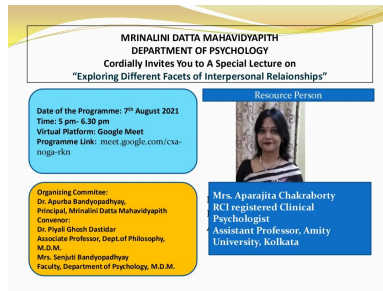 MRINALINI DATTA MAHAVIDYAPITH
DEPARTMENT OF PSYCHOLOGY
Cordially Invites You to A Special Lecture on
“Exploring Different Facets of Interpersonal Relaionships”
Date of the Programme: 7th August 2021
Time: 5 pm- 6.30 pm
Virtual Platform: Google Meet
Programme Link: meet.google.com/cxa-
noga-rkn
Resource Person
Organizing Commitee:
Dr. Apurba Bandyopadhyay,
Principal, Mrinalini Datta Mahavidyapith
Convenor:
Dr. Piyali Ghosh Dastidar
Associate Professor, Dept.of Philosophy,
M.D.M.
Mrs. Senjuti Bandyopadhyay
Faculty, Department of Psychology, M.D.M.
Mrs. Aparajita Chakraborty
RCI registered Clinical
Psychologist
Assistant Professor, Amity
University, Kolkata